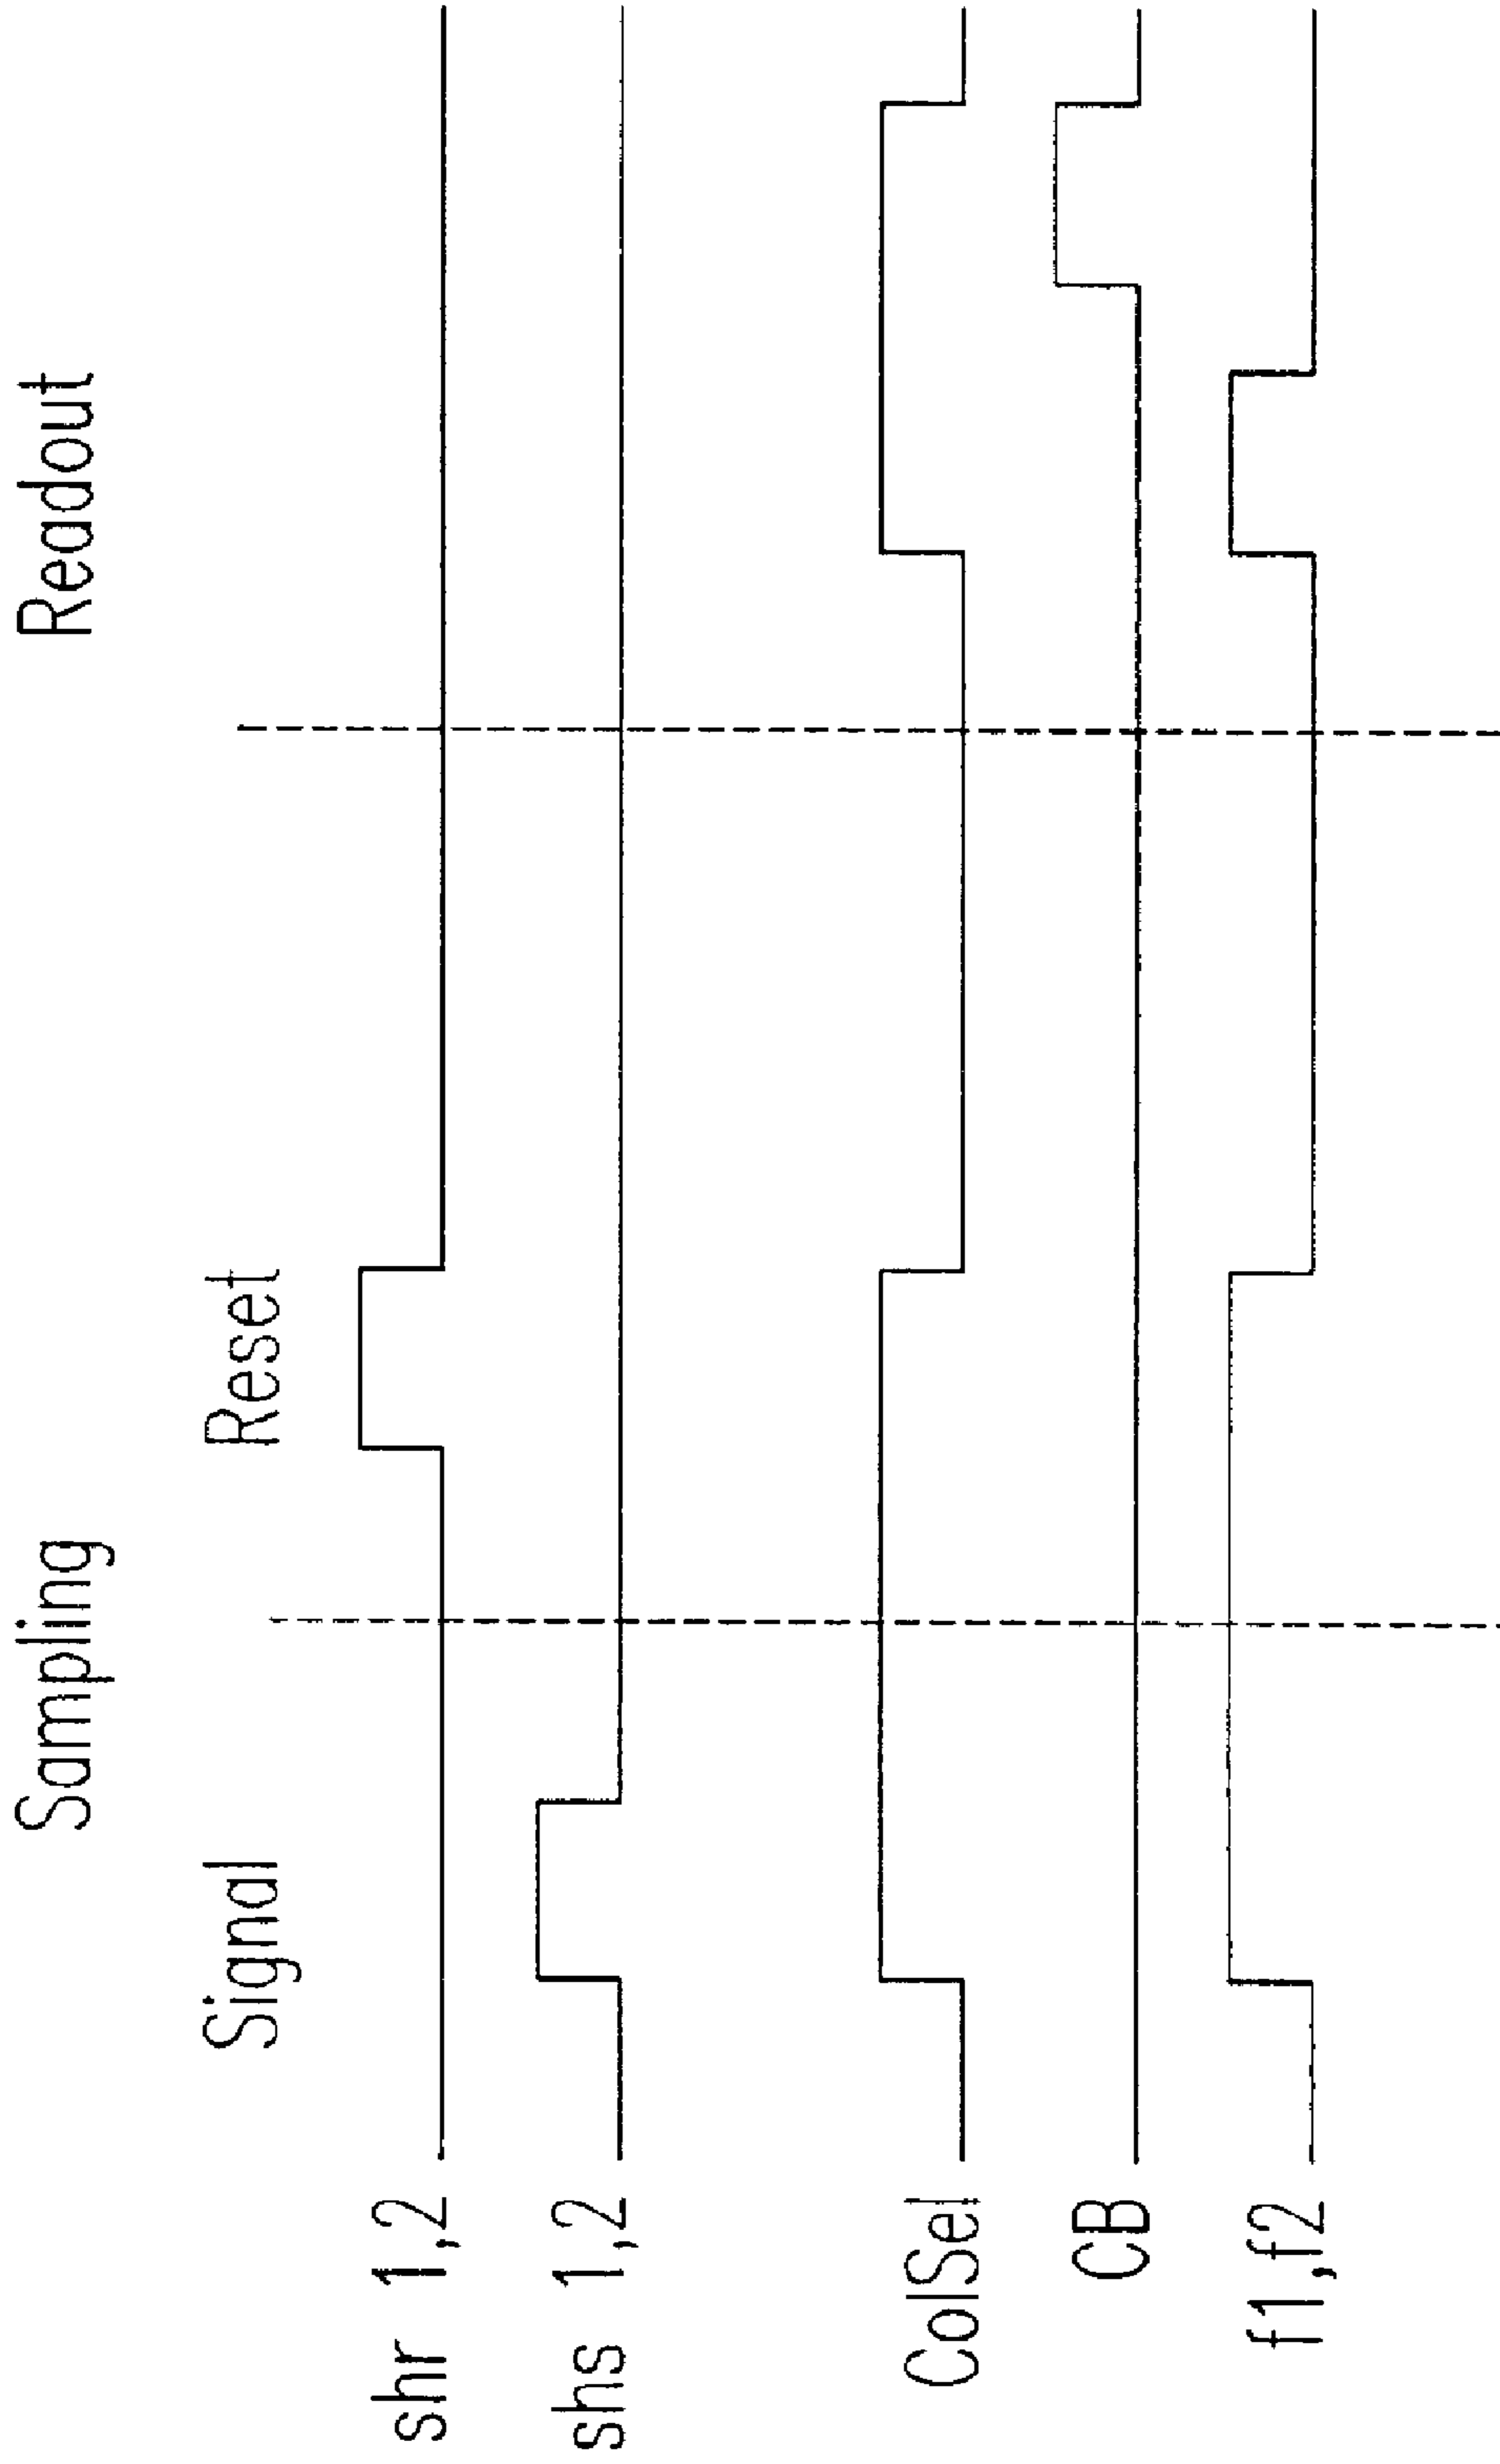 Sampling
Readout
Signal
Reset
shr 1,2
shs 1,2
ColSel
CB
f1,f2